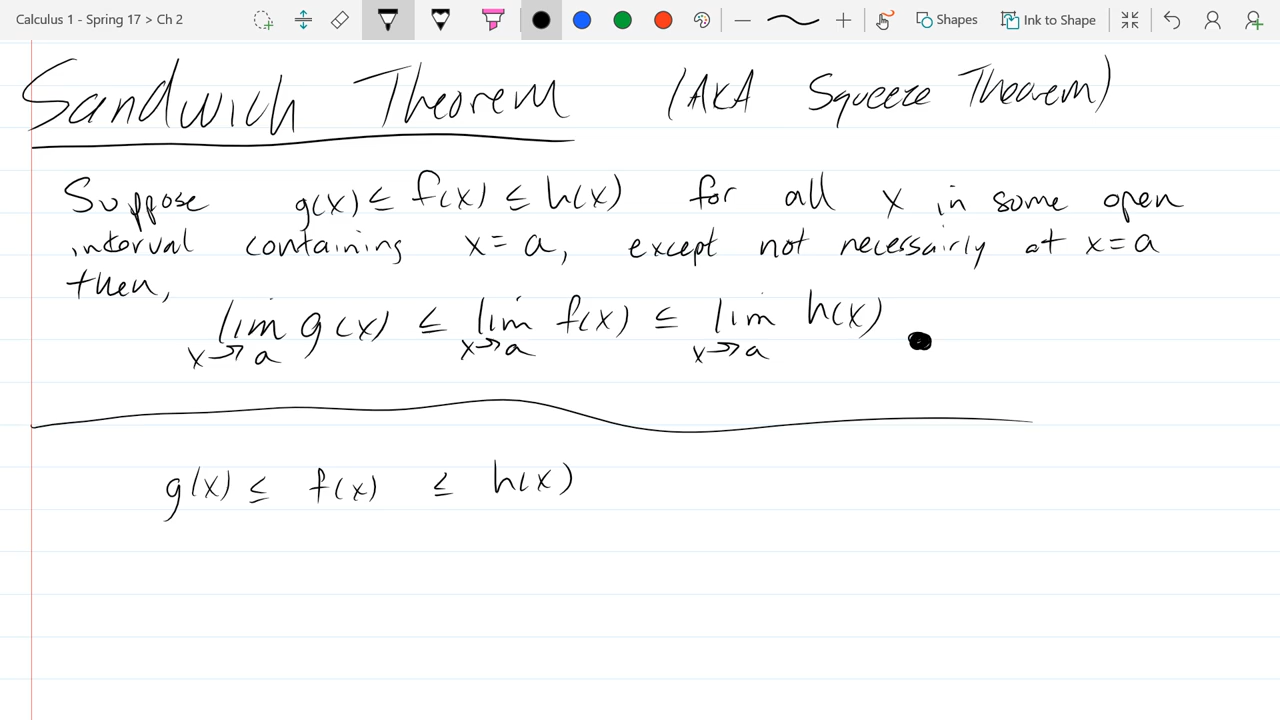 Calculus 1 - Spring 17 > Ch 2
Shapes
Ink to Shape
Sandwich Theorem (AKA Squeeze Theorem)
Suppose g(x) ≤ f(x) ≤ h(x) for all x in some open
interval containing x = a, except not necessairly at x = a
then,
lim x→a g(x) ≤ lim x→a f(x) ≤ lim x→a h(x)
g(x) ≤ f(x) ≤ h(x)